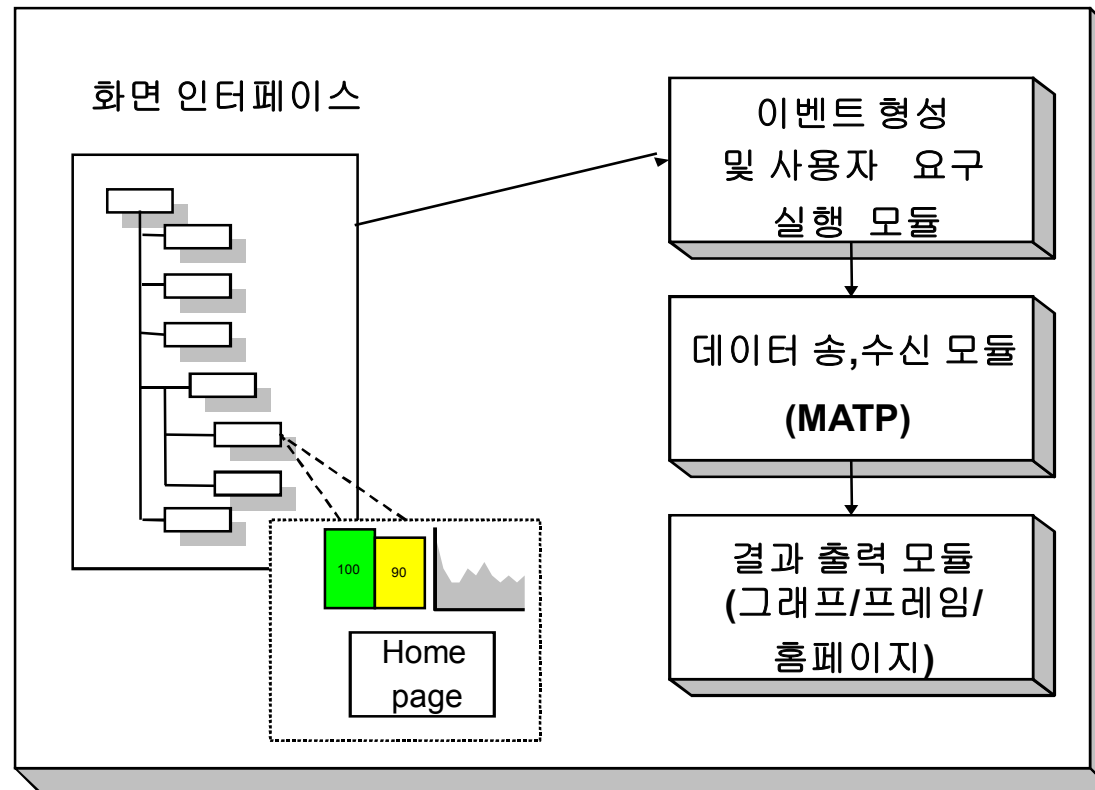 화면 인터페이스
이벤트 형성
및 사용자 요구
실행 모듈
데이터 송,수신 모듈
(MATP)
결과 출력 모듈
(그래프/프레임/
홈페이지)
100
90
Home
page